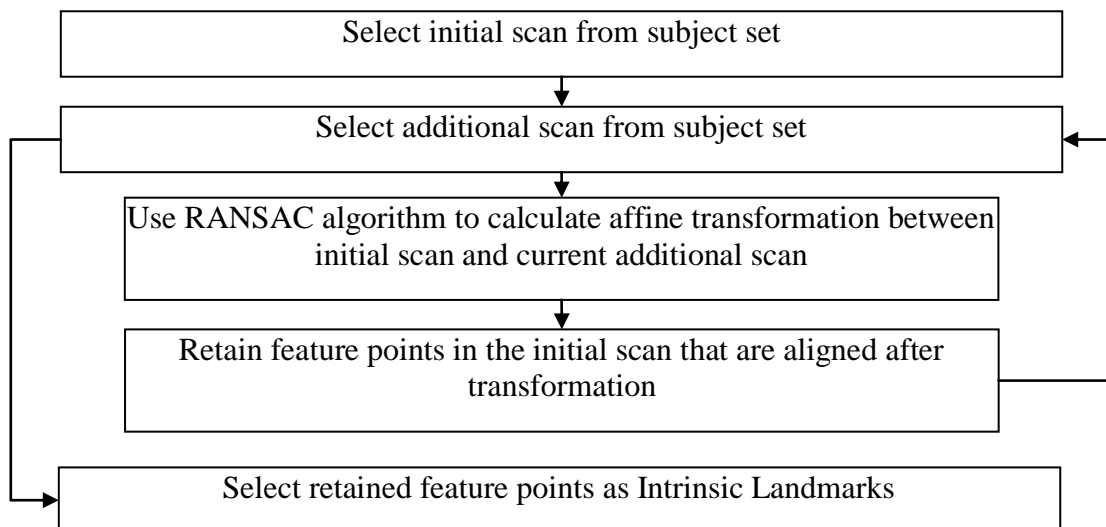 Select initial scan from subject set
Select additional scan from subject set
Use RANSAC algorithm to calculate affine transformation between
initial scan and current additional scan
Retain feature points in the initial scan that are aligned after
transformation
Select retained feature points as Intrinsic Landmarks